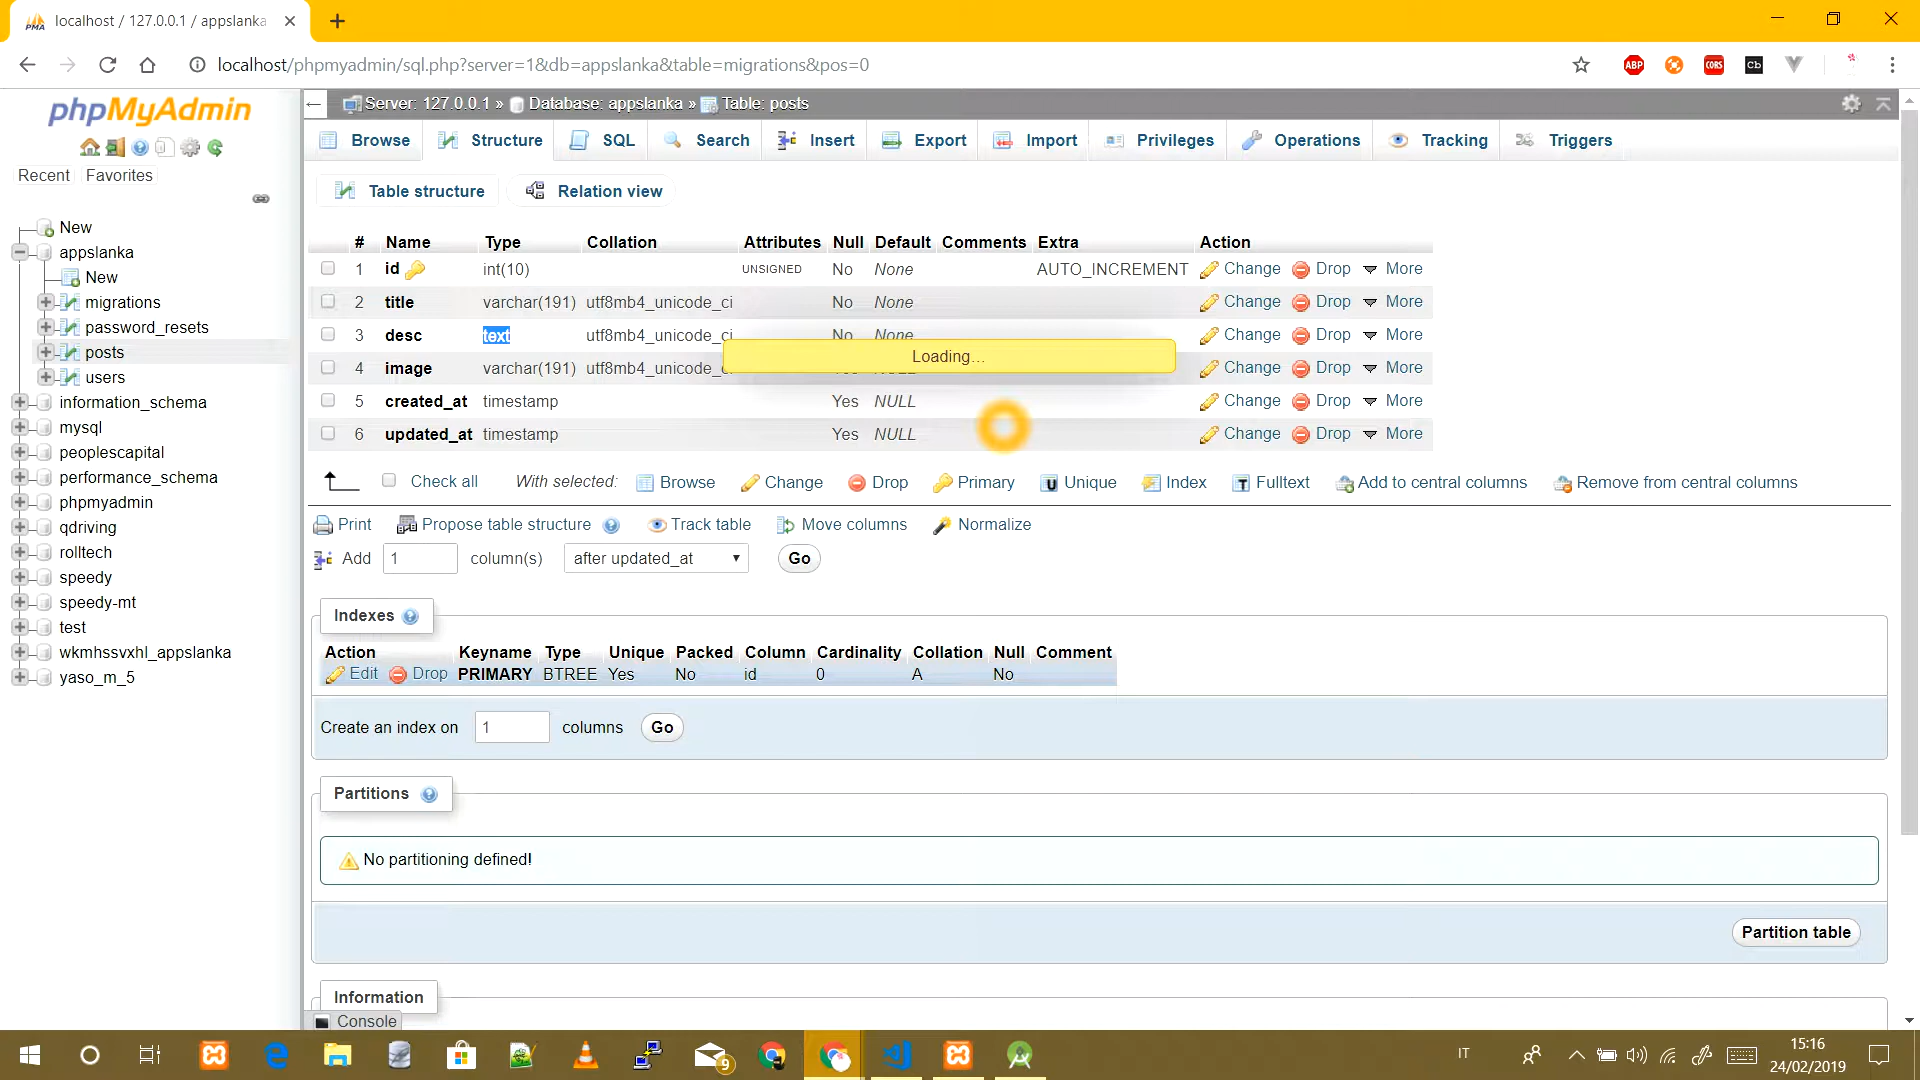 localhost / 127.0.0.1 / appslanka
localhost/phpmyadmin/sql.php?server=1&db=appslanka&table=migrations&pos=0
ABP
CORS
Cb
phpMyAdmin
Recent Favorites
New
appslanka
New
migrations
password_resets
posts
users
information_schema
mysql
peoplescapital
performance_schema
phpmyadmin
qdriving
rolltech
speedy
speedy-mt
test
wkmhssvxhl_appslanka
yaso_m_5
Server: 127.0.0.1 » Database: appslanka » Table: posts
Browse Structure SQL Search Insert Export Import Privileges Operations Tracking Triggers
Table structure Relation view
# Name Type Collation Attributes Null Default Comments Extra Action
1 id int(10) UNSIGNED No None AUTO_INCREMENT Change Drop More
2 title varchar(191) utf8mb4_unicode_ci No None Change Drop More
3 desc text utf8mb4_unicode_ci No None Change Drop More
Loading...
4 image varchar(191) Change Drop More
5 created_at timestamp Yes NULL Change Drop More
6 updated_at timestamp Yes NULL Change Drop More
Check all With selected: Browse Change Drop Primary Unique Index Fulltext Add to central columns Remove from central columns
Print Propose table structure Track table Move columns Normalize
Add 1 column(s) after updated_at Go
Indexes
Action Keyname Type Unique Packed Column Cardinality Collation Null Comment
Edit Drop PRIMARY BTREE Yes No id 0 A No
Create an index on 1 columns Go
Partitions
No partitioning defined!
Partition table
Information
Console
9
IT
15:16
24/02/2019